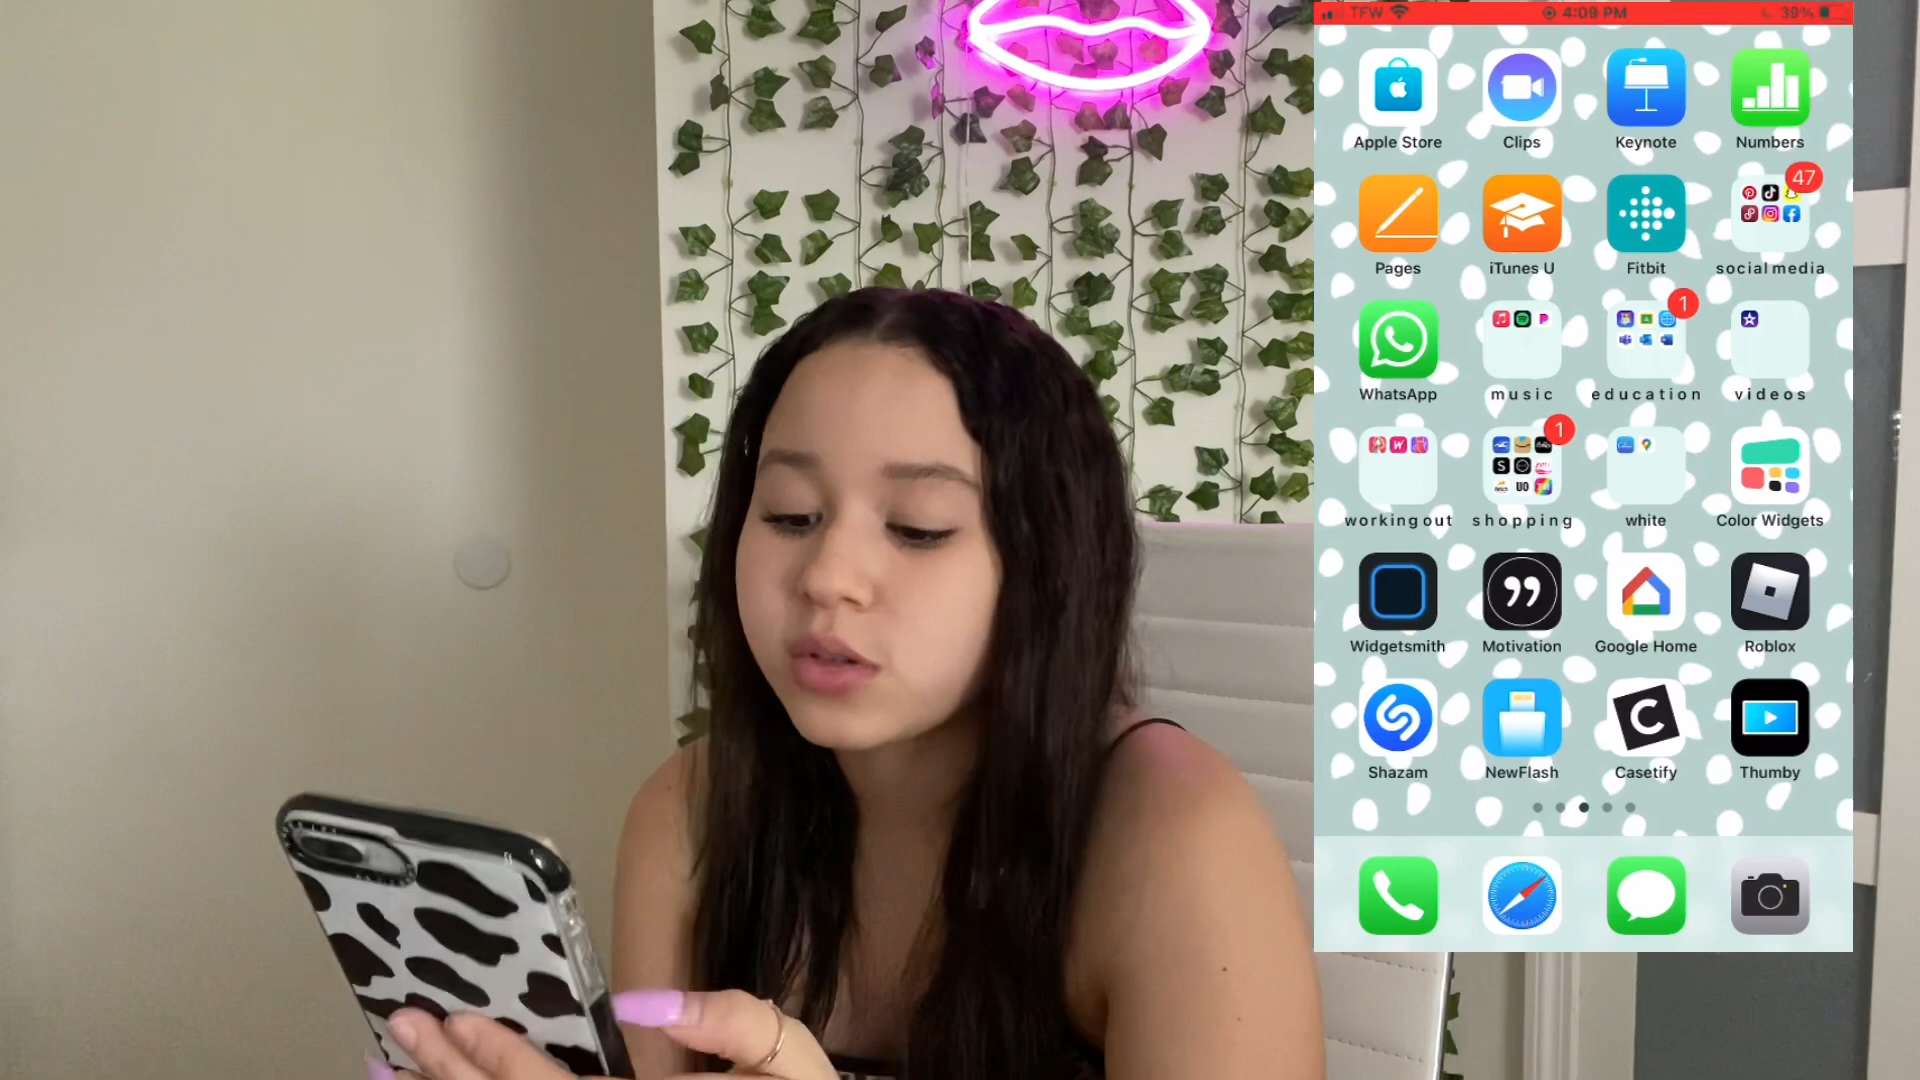 TFW 4:09 PM 39%
Apple Store Clips Keynote Numbers
47
Pages iTunes U Fitbit social media
1
WhatsApp music education videos
1
working out shopping white Color Widgets
Widgetsmith Motivation Google Home Roblox
Shazam NewFlash Casetify Thumby